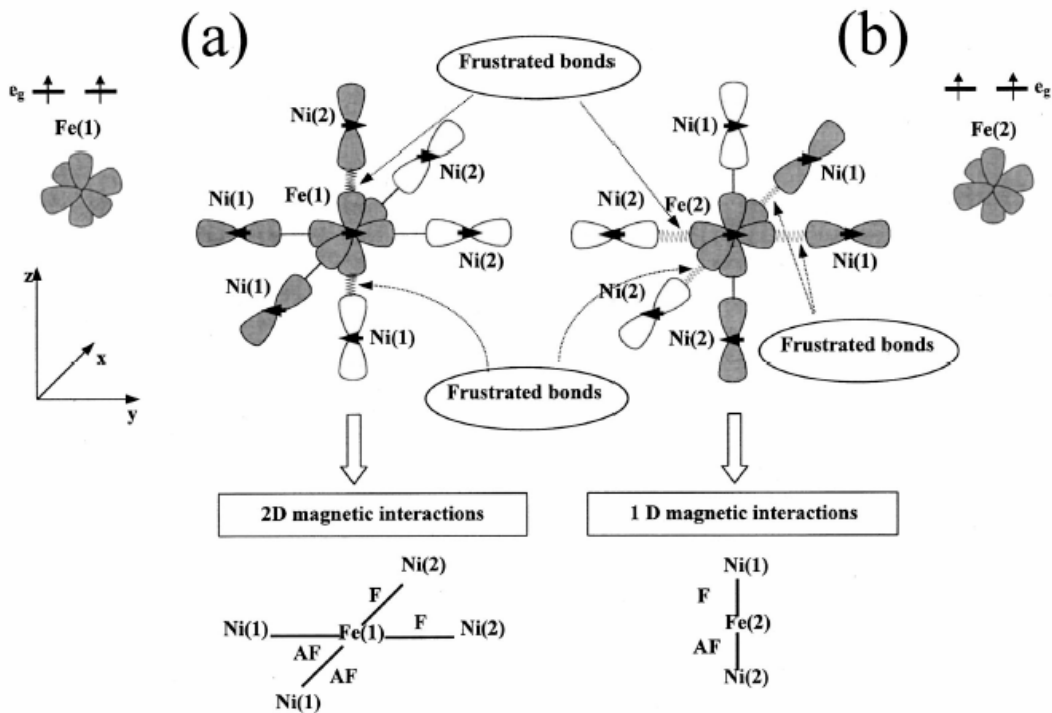 (a)
(b)
Frustrated bonds
e_g
Fe(1)
Ni(2)
Ni(2)
Fe(1)
Ni(1)
Ni(2)
Ni(1)
Ni(1)
e_g
Fe(2)
Ni(1)
Ni(1)
Ni(2)
Fe(2)
Ni(1)
Ni(2)
Ni(2)
z
x
y
Frustrated bonds
Frustrated bonds
2D magnetic interactions
1 D magnetic interactions
Ni(2)
F
Ni(1)
Fe(1)
F
Ni(2)
AF
AF
Ni(1)
Ni(1)
F
Fe(2)
AF
Ni(2)